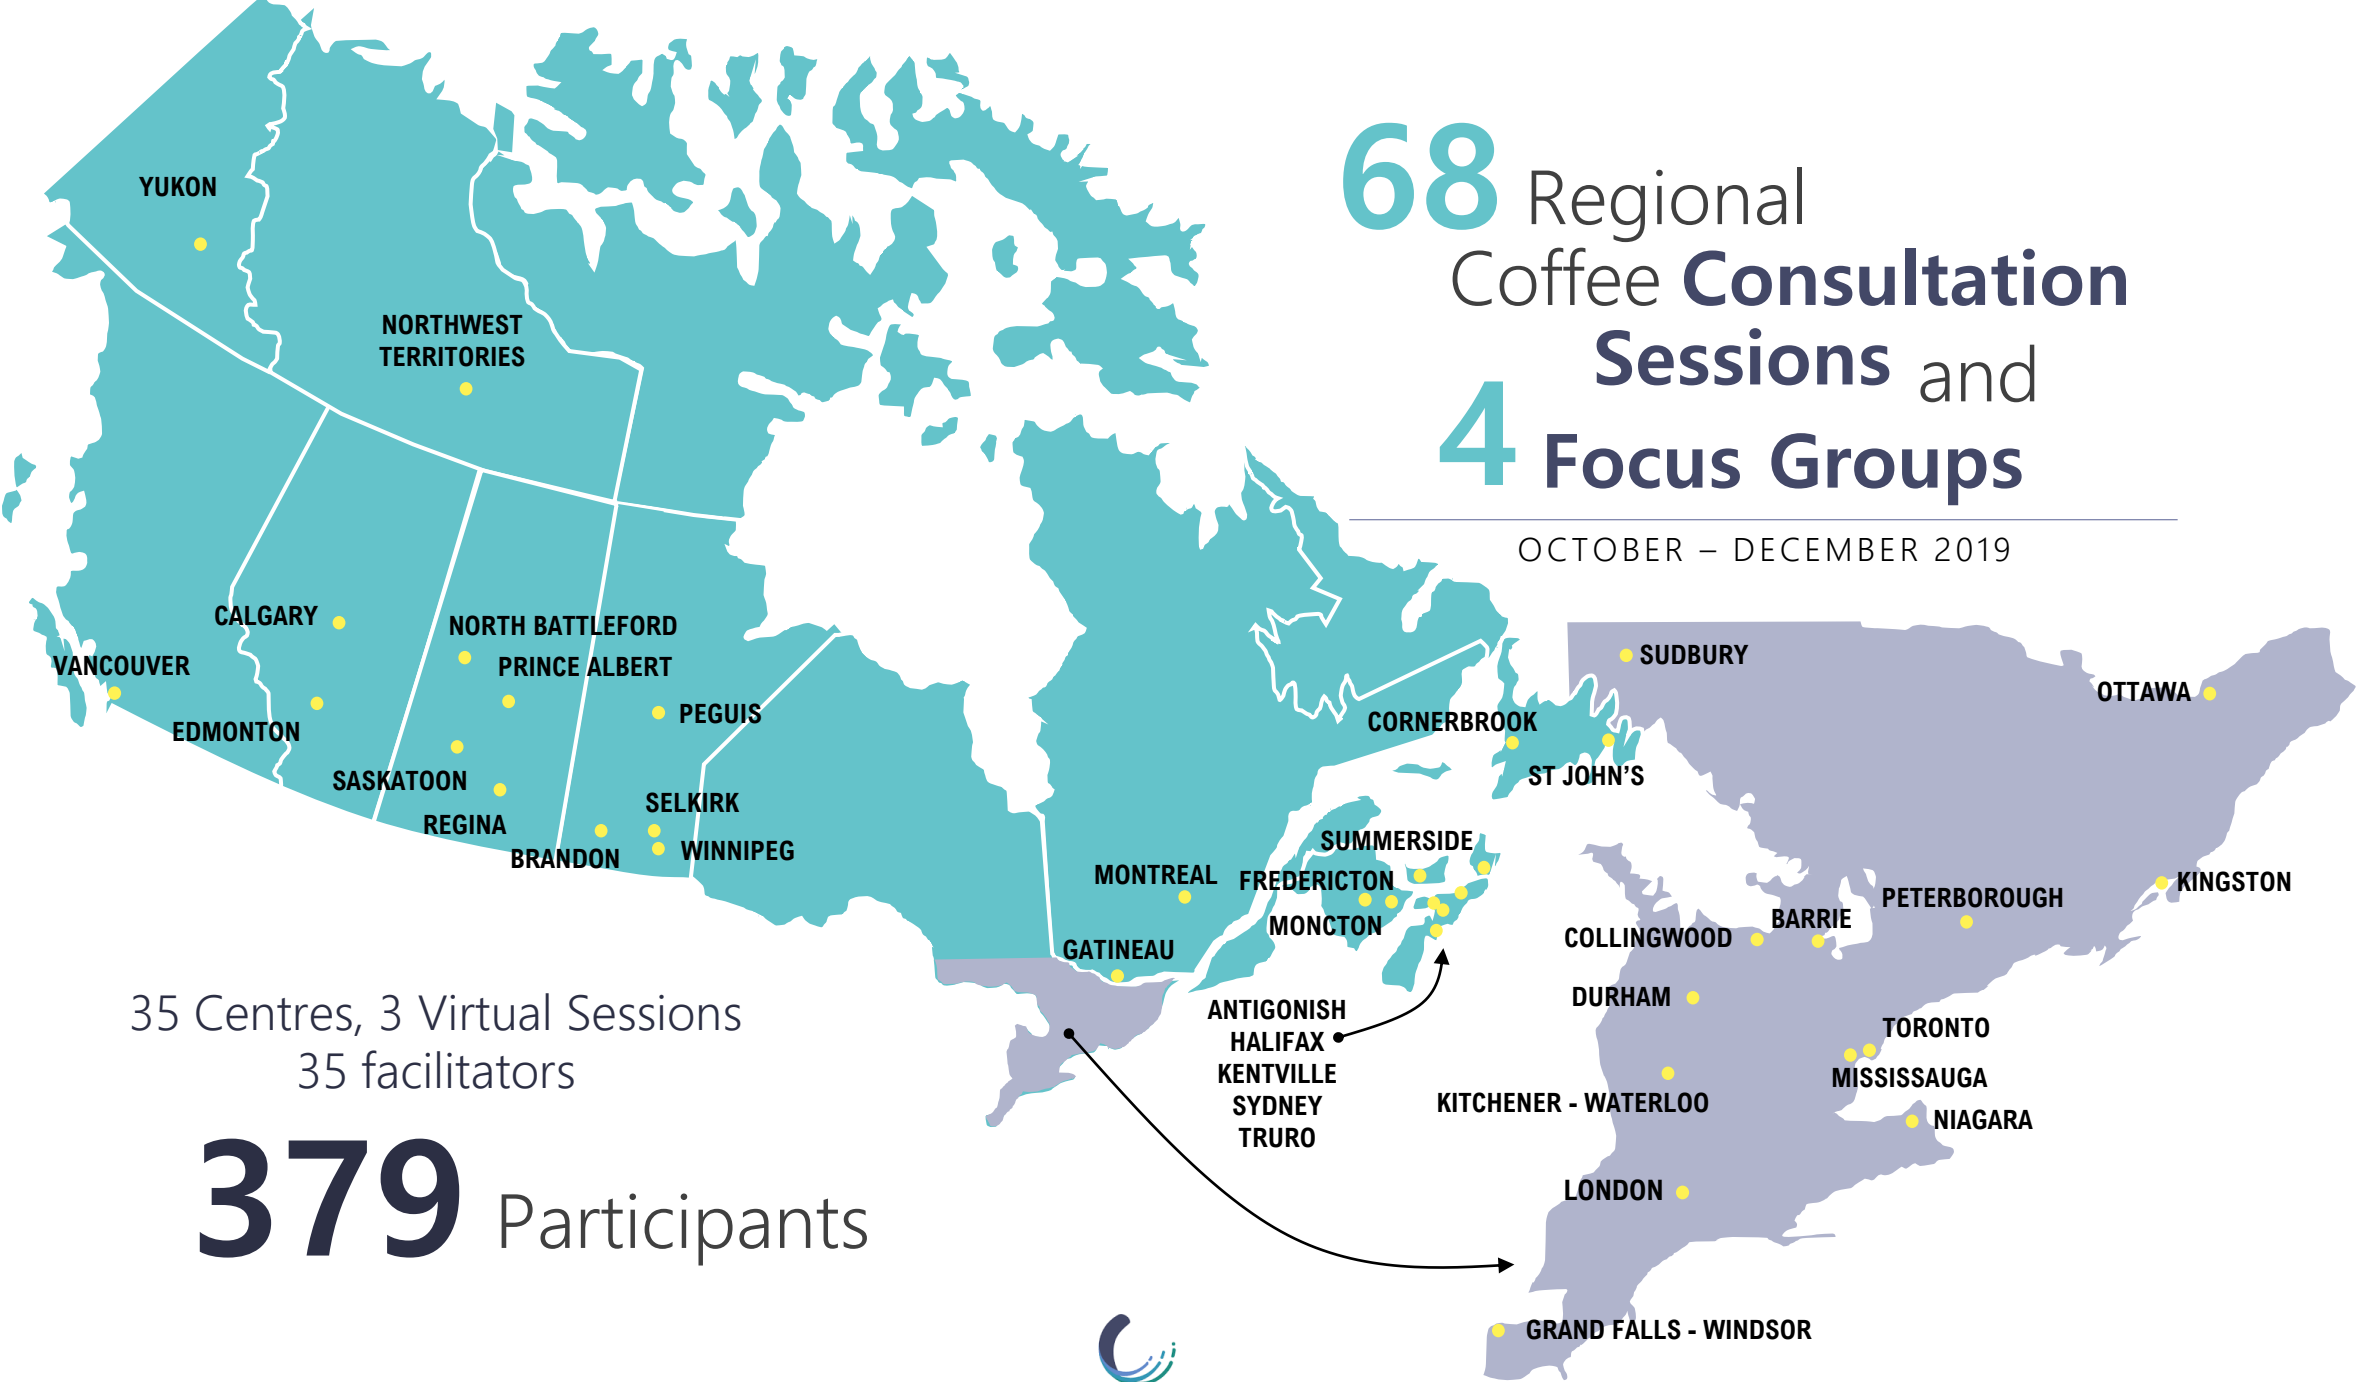 68 Regional
Coffee Consultation
Sessions and
4 Focus Groups
OCTOBER – DECEMBER 2019
YUKON
NORTHWEST
TERRITORIES
CALGARY
VANCOUVER
EDMONTON
NORTH BATTLEFORD
PRINCE ALBERT
PEGUIS
SASKATOON
REGINA
SELKIRK
BRANDON
WINNIPEG
MONTREAL
GATINEAU
CORNERBROOK
ST JOHN'S
SUMMERSIDE
FREDERICTON
MONCTON
ANTIGONISH
HALIFAX
KENTVILLE
SYDNEY
TRURO
SUDBURY
OTTAWA
KINGSTON
PETERBOROUGH
BARRIE
COLLINGWOOD
DURHAM
TORONTO
MISSISSAUGA
KITCHENER - WATERLOO
NIAGARA
LONDON
GRAND FALLS - WINDSOR
35 Centres, 3 Virtual Sessions
35 facilitators
379 Participants